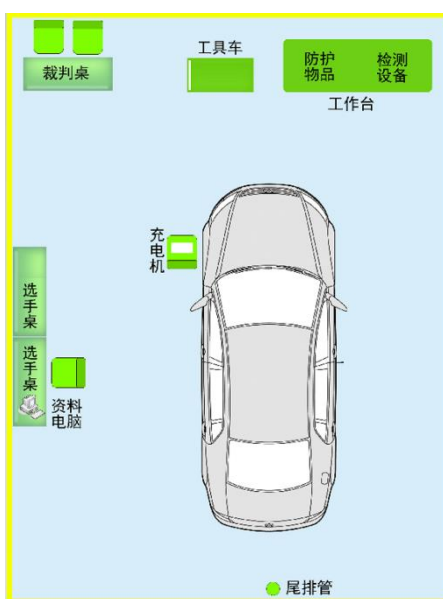 裁判桌
工具车
防护
物品
检测
设备
工作台
充
电
机
选
手
桌
选
手
桌
资料
电脑
尾排管